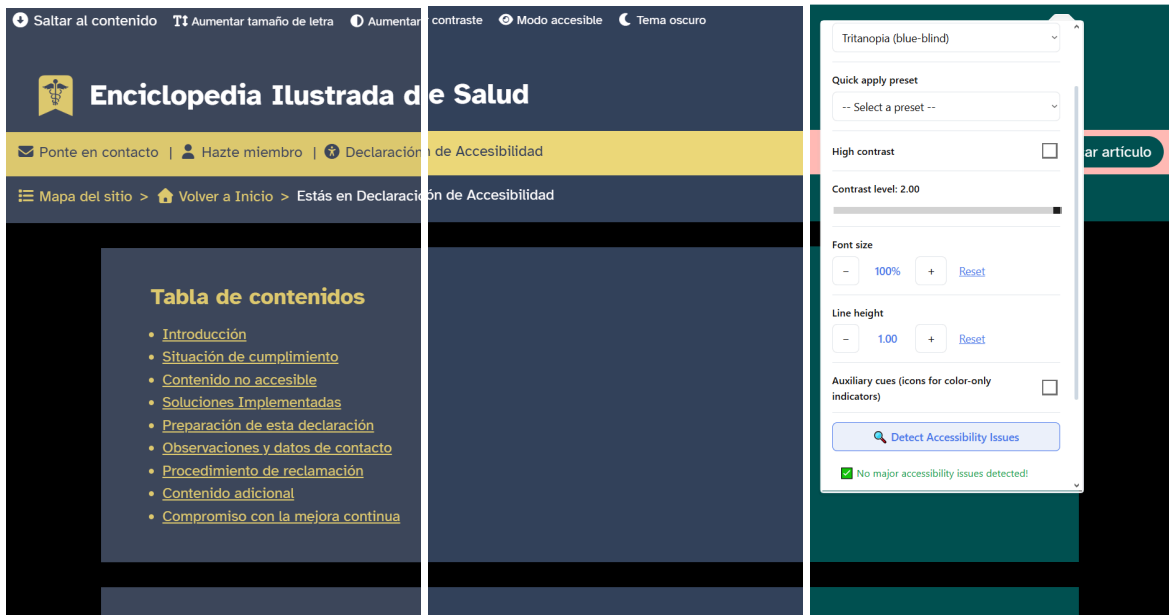 Saltar al contenido Aumentar tamaño de letra Aumentar contraste Modo accesible Tema oscuro
Enciclopedia Ilustrada de Salud
Ponte en contacto | Hazte miembro | Declaración de Accesibilidad
Mapa del sitio > Volver a Inicio > Estás en Declaración de Accesibilidad
Tabla de contenidos
• Introducción
• Situación de cumplimiento
• Contenido no accesible
• Soluciones Implementadas
• Preparación de esta declaración
• Observaciones y datos de contacto
• Procedimiento de reclamación
• Contenido adicional
• Compromiso con la mejora continua
Tritanopia (blue-blind)
Quick apply preset
-- Select a preset --
High contrast
ar artículo
Contrast level: 2.00
Font size
− 100% + Reset
Line height
− 1.00 + Reset
Auxiliary cues (icons for color-only
indicators)
Detect Accessibility Issues
No major accessibility issues detected!